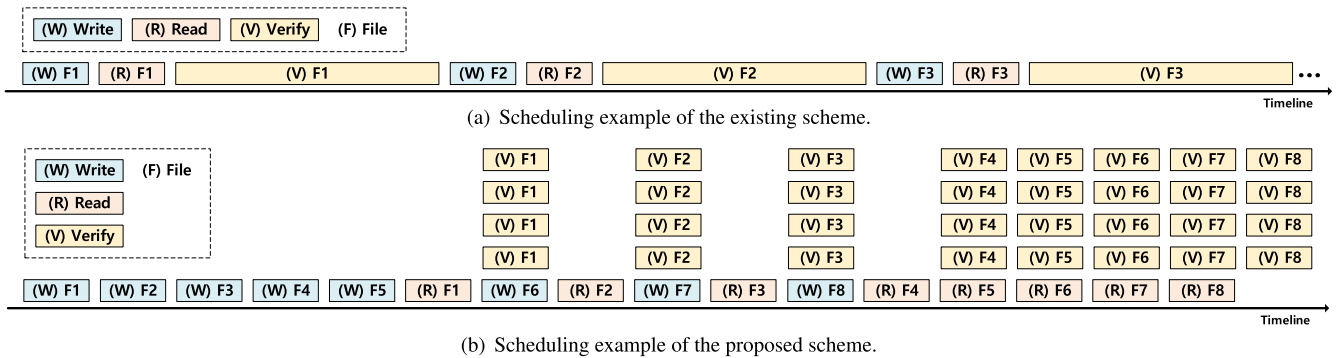 (W) Write (R) Read (V) Verify (F) File
(W) F1 (R) F1 (V) F1 (W) F2 (R) F2 (V) F2 (W) F3 (R) F3 (V) F3 •••
Timeline
(a) Scheduling example of the existing scheme.
(W) Write (F) File
(R) Read
(V) Verify
(V) F1 (V) F2 (V) F3 (V) F4 (V) F5 (V) F6 (V) F7 (V) F8
(V) F1 (V) F2 (V) F3 (V) F4 (V) F5 (V) F6 (V) F7 (V) F8
(V) F1 (V) F2 (V) F3 (V) F4 (V) F5 (V) F6 (V) F7 (V) F8
(V) F1 (V) F2 (V) F3 (V) F4 (V) F5 (V) F6 (V) F7 (V) F8
(W) F1 (W) F2 (W) F3 (W) F4 (W) F5 (R) F1 (W) F6 (R) F2 (W) F7 (R) F3 (W) F8 (R) F4 (R) F5 (R) F6 (R) F7 (R) F8
Timeline
(b) Scheduling example of the proposed scheme.